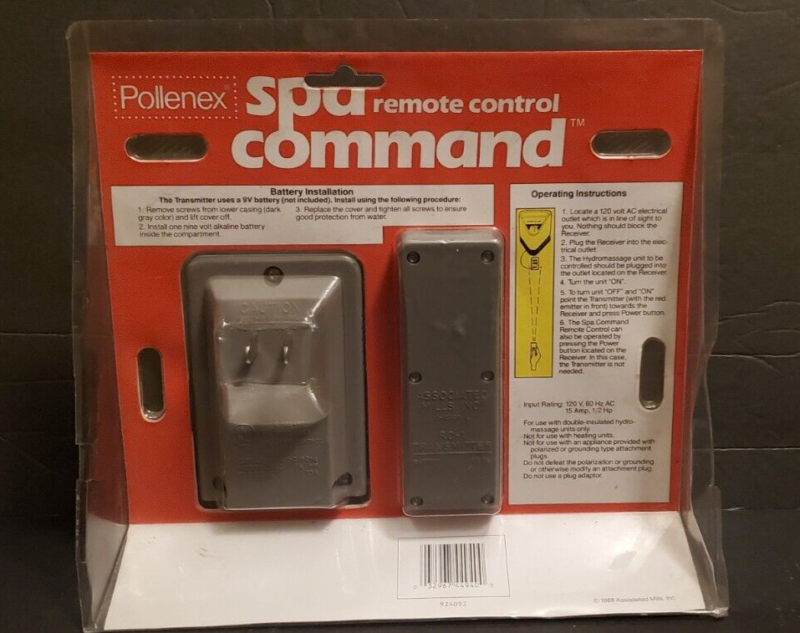 Pollenex
spa remote control
command™
Battery Installation
The Transmitter uses a 9V battery (not included). Install using the following procedure:
1. Remove screws from lower casing (dark
gray color) and lift cover off.
2. Install one nine volt alkaline battery
inside the compartment.
3. Replace the cover and tighten all screws to ensure
good protection from water.
Operating Instructions
1. Locate a 120 volt AC electrical
outlet which is in line of sight to
you. Nothing should block the
Receiver.
2. Plug the Receiver into the elec-
trical outlet.
3. The Hydromassage unit to be
controlled should be plugged into
the outlet located on the Receiver
4. Turn the unit "ON".
5. To turn unit "OFF" and "ON"
point the Transmitter (with the red
emitter in front) towards the
Receiver and press Power button.
6. The Spa Command
Remote Control can
also be operated by
pressing the Power
button located on the
Receiver. In this case,
the Transmitter is not
needed.
Input Rating: 120 V, 60 Hz AC
15 Amp, 1/2 Hp
For use with double-insulated hydro-
massage units only.
Not for use with heating units.
Not for use with an appliance provided with
polarized or grounding type attachment
plugs.
Do not defeat the polarization or grounding
or otherwise modify an attachment plug.
Do not use a plug adaptor.
CAUTION
ASSOCIATED
MILLS INC.
TRANSMITTER
0 32967 44940 0
924092
© 1988 Associated Mills, Inc.